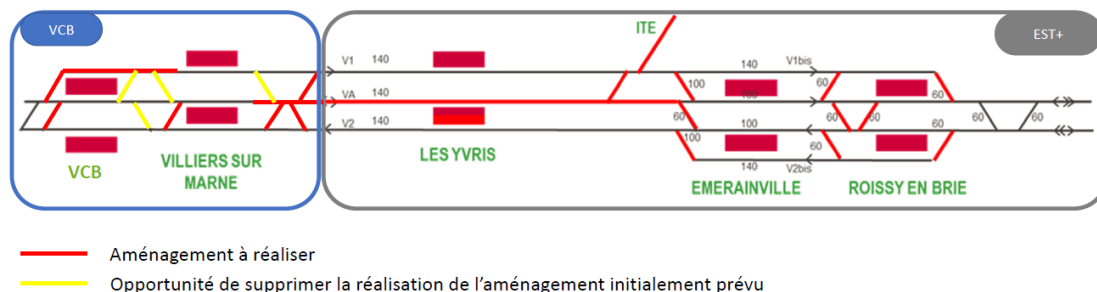 VCB
EST+
ITE
V1 140
140 V1bis
100
60
60
VA 140
100
V2 140
60
100
100
60
60
60
60
60
140 V2bis
VCB
VILLIERS SUR
MARNE
LES YVRIS
EMERAINVILLE
ROISSY EN BRIE
Aménagement à réaliser
Opportunité de supprimer la réalisation de l'aménagement initialement prévu